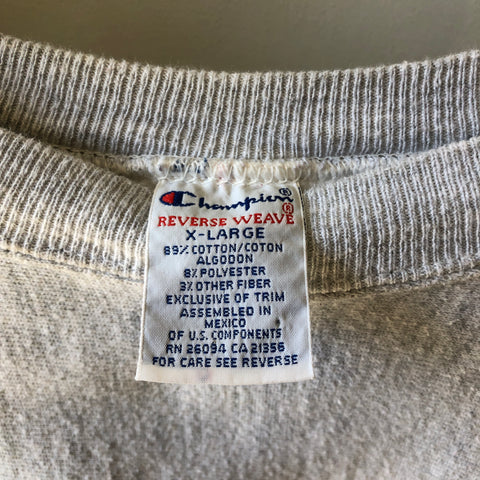 Champion®
REVERSE WEAVE®
X-LARGE
89% COTTON/COTON
ALGODON
8% POLYESTER
3% OTHER FIBER
EXCLUSIVE OF TRIM
ASSEMBLED IN
MEXICO
OF U.S. COMPONENTS
RN 26094 CA 21356
FOR CARE SEE REVERSE